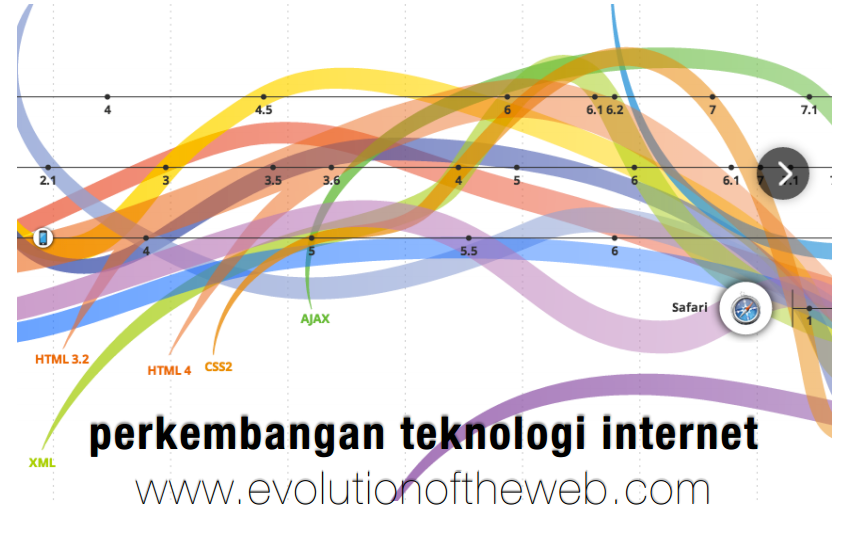 4 4.5 6 6.1 6.2 7 7.1
2.1 3 3.5 3.6 4 5 6 6.1 7 7.1
4 5 5.5 6
Safari
1
AJAX
HTML 3.2
HTML 4
CSS2
XML
perkembangan teknologi internet
www.evolutionoftheweb.com